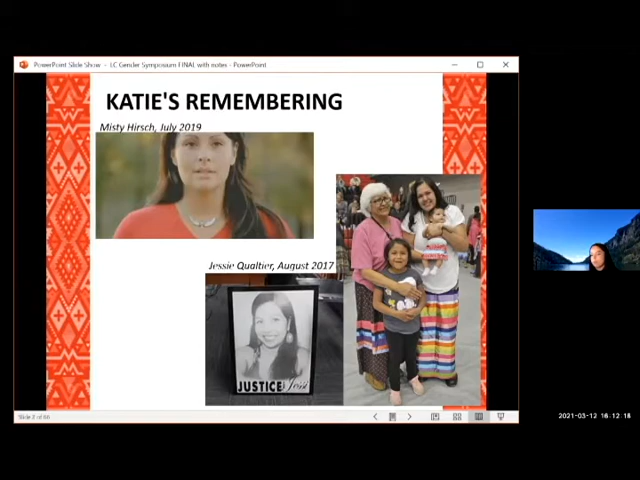 PowerPoint Slide Show - LC Gender Symposium FINAL with notes - PowerPoint
KATIE'S REMEMBERING
Misty Hirsch, July 2019
Jessie Qualtier, August 2017
JUSTICE
2021-03-12 16:12:18